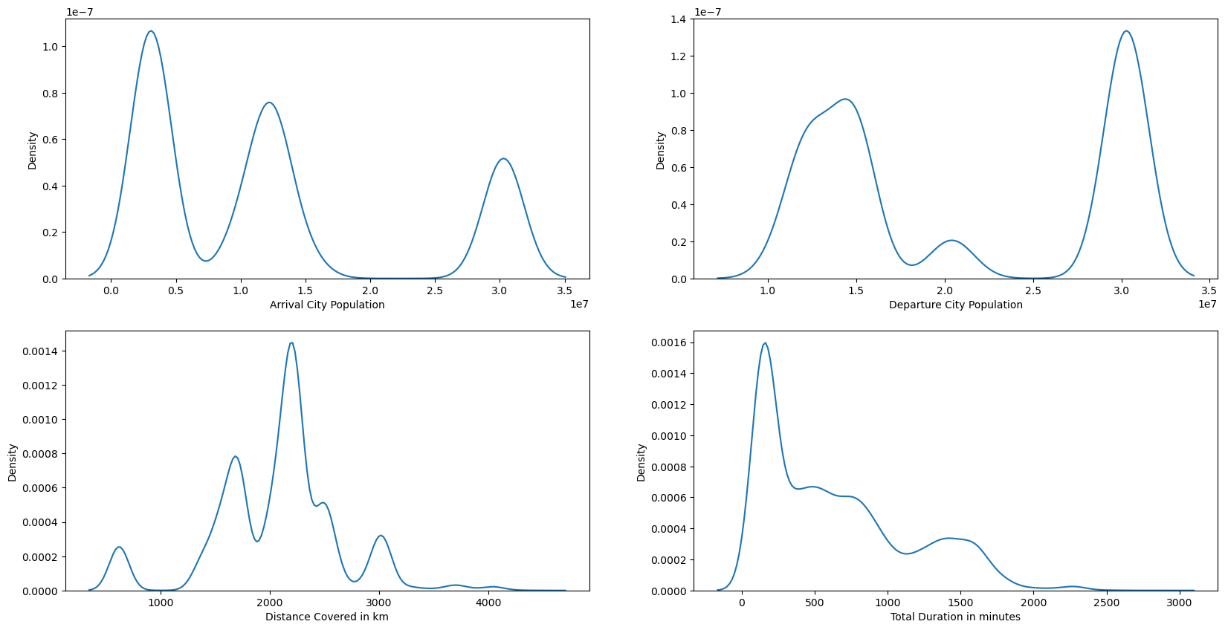 1e−7
1.0
0.8
0.6
0.4
0.2
0.0
Density
0.0 0.5 1.0 1.5 2.0 2.5 3.0 3.5
1e7
Arrival City Population
1e−7
1.4
1.2
1.0
0.8
0.6
0.4
0.2
0.0
Density
1.0 1.5 2.0 2.5 3.0 3.5
1e7
Departure City Population
0.0014
0.0012
0.0010
0.0008
0.0006
0.0004
0.0002
0.0000
Density
1000 2000 3000 4000
Distance Covered in km
0.0016
0.0014
0.0012
0.0010
0.0008
0.0006
0.0004
0.0002
0.0000
Density
0 500 1000 1500 2000 2500 3000
Total Duration in minutes